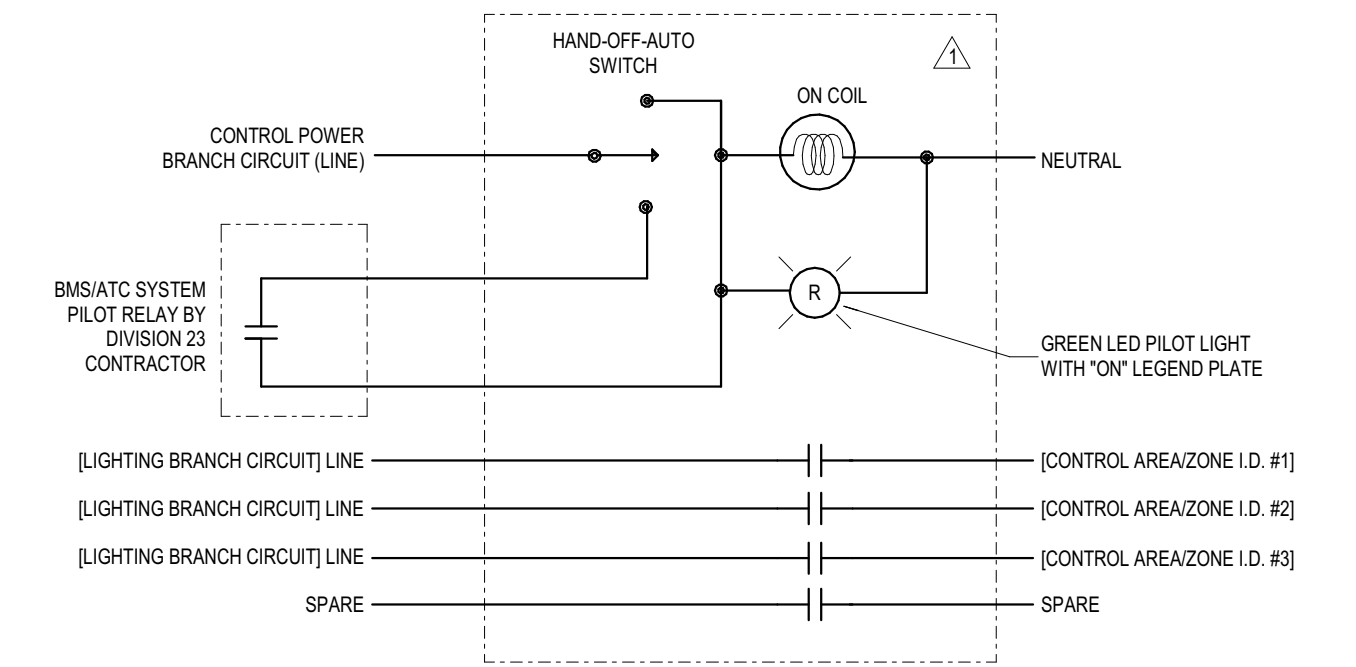 HAND-OFF-AUTO
SWITCH
1
ON COIL
CONTROL POWER
BRANCH CIRCUIT (LINE)
NEUTRAL
BMS/ATC SYSTEM
PILOT RELAY BY
DIVISION 23
CONTRACTOR
R
GREEN LED PILOT LIGHT
WITH "ON" LEGEND PLATE
[LIGHTING BRANCH CIRCUIT] LINE
[CONTROL AREA/ZONE I.D. #1]
[LIGHTING BRANCH CIRCUIT] LINE
[CONTROL AREA/ZONE I.D. #2]
[LIGHTING BRANCH CIRCUIT] LINE
[CONTROL AREA/ZONE I.D. #3]
SPARE
SPARE